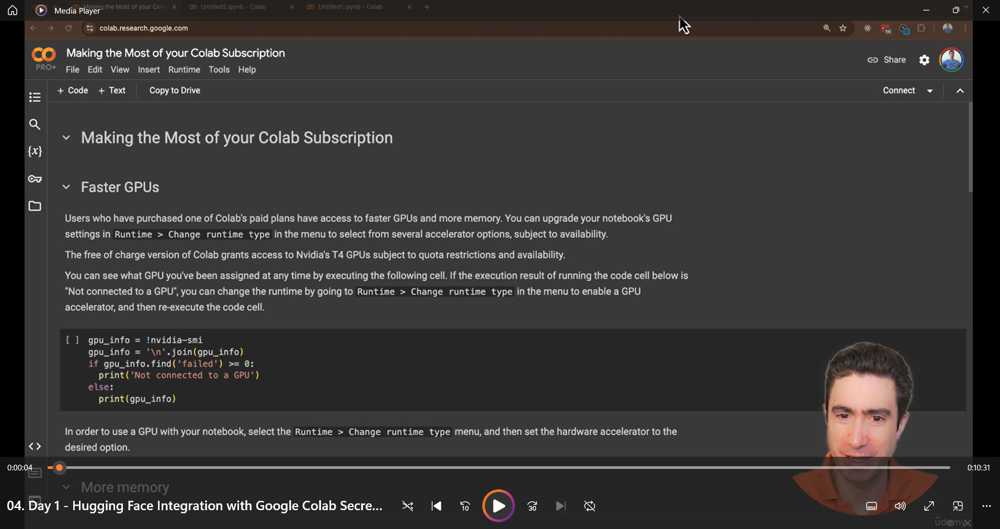 Media Player
Making the Most of your Col
Untitled2.ipynb - Colab
Untitled1.ipynb - Colab
colab.research.google.com
14
0
Making the Most of your Colab Subscription
PRO+
File Edit View Insert Runtime Tools Help
Share
+ Code + Text Copy to Drive
Connect
{x}
Making the Most of your Colab Subscription
Faster GPUs
Users who have purchased one of Colab's paid plans have access to faster GPUs and more memory. You can upgrade your notebook's GPU
settings in Runtime > Change runtime type in the menu to select from several accelerator options, subject to availability.
The free of charge version of Colab grants access to Nvidia's T4 GPUs subject to quota restrictions and availability.
You can see what GPU you've been assigned at any time by executing the following cell. If the execution result of running the code cell below is
"Not connected to a GPU", you can change the runtime by going to Runtime > Change runtime type in the menu to enable a GPU
accelerator, and then re-execute the code cell.
[ ] gpu_info = !nvidia-smi
gpu_info = '\n'.join(gpu_info)
if gpu_info.find('failed') >= 0:
print('Not connected to a GPU')
else:
print(gpu_info)
In order to use a GPU with your notebook, select the Runtime > Change runtime type menu, and then set the hardware accelerator to the
desired option.
0:00:04
0:10:31
More memory
04. Day 1 - Hugging Face Integration with Google Colab Secre...
10
30
ûdemy